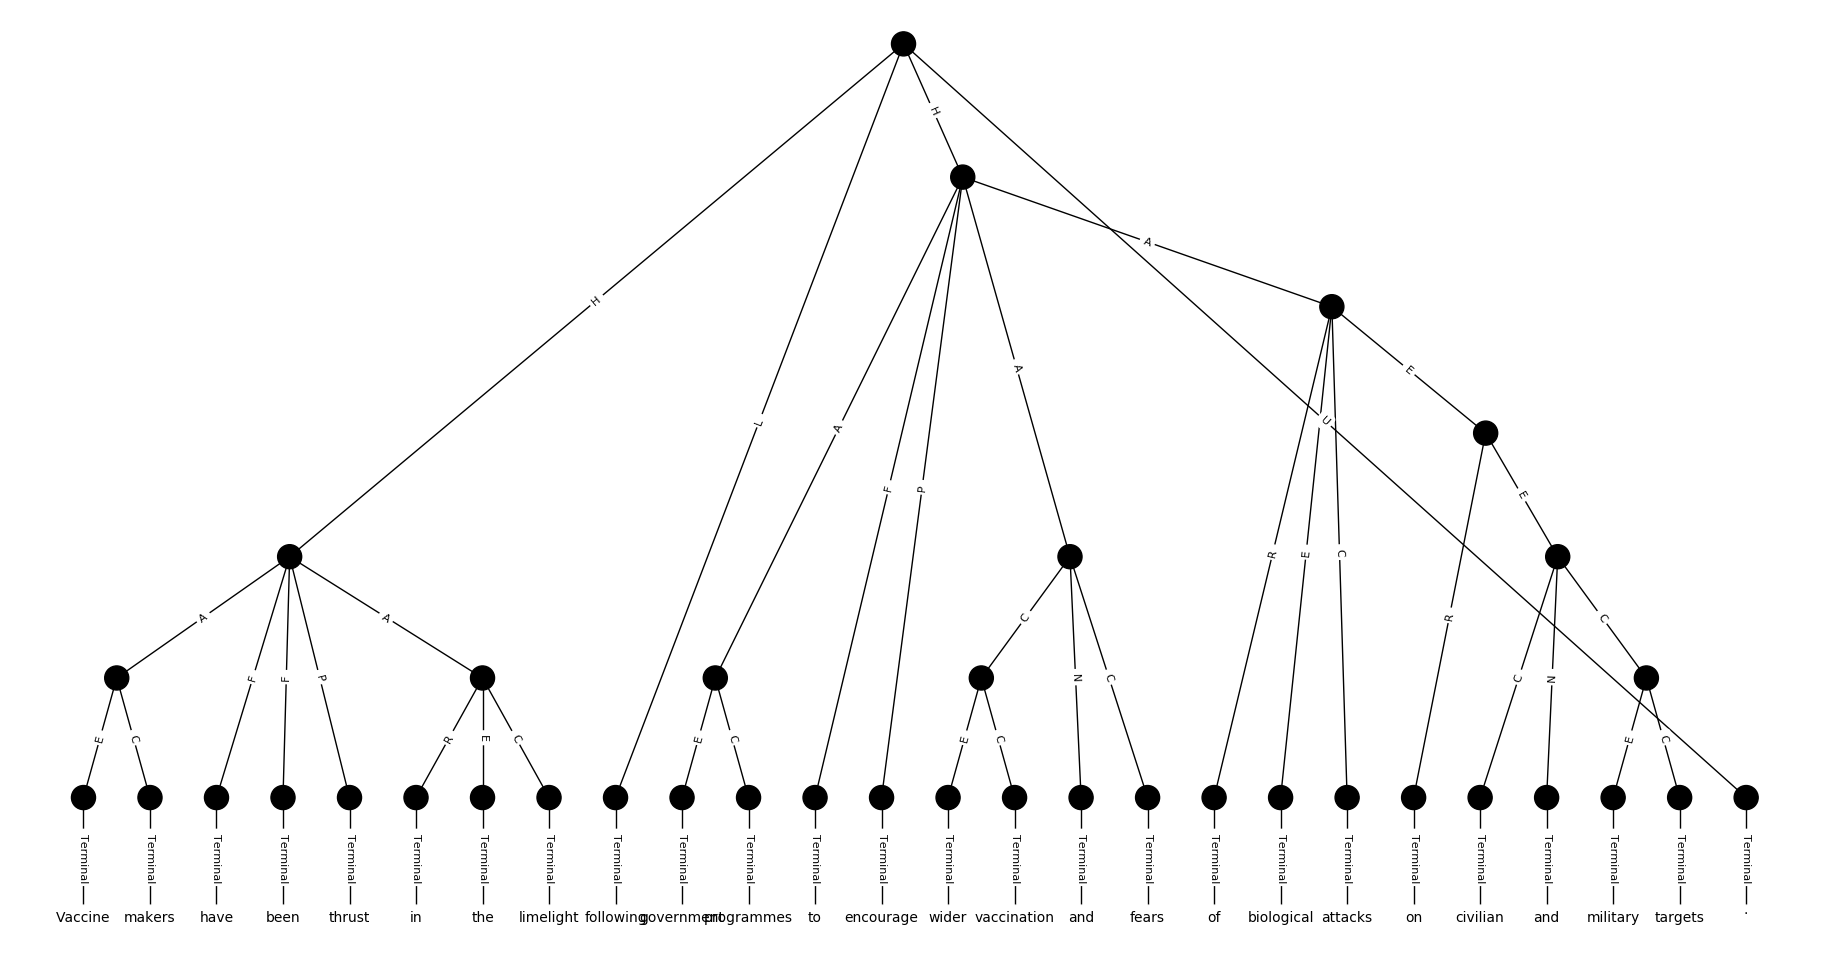 H
A
H
E
L
U
E
A
A
F
P
R
E
C
A
A
C
R
C
F
F
P
N
C
C
N
E
C
R
E
C
E
C
E
C
E
C
Terminal Terminal Terminal Terminal Terminal Terminal Terminal Terminal Terminal Terminal Terminal Terminal Terminal Terminal Terminal Terminal Terminal Terminal Terminal Terminal Terminal Terminal Terminal Terminal Terminal Terminal
Vaccine makers have been thrust in the limelight following government programmes to encourage wider vaccination and fears of biological attacks on civilian and military targets .